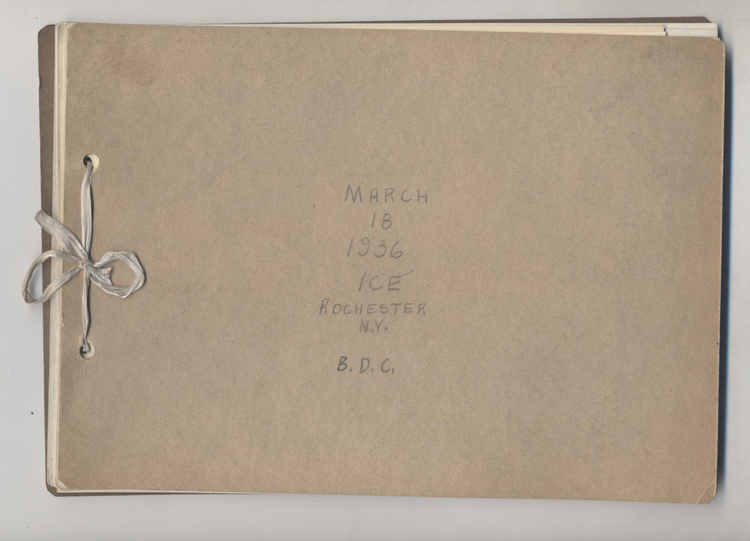 MARCH
18
1936
ICE
ROCHESTER
N.Y.
B. D. C.